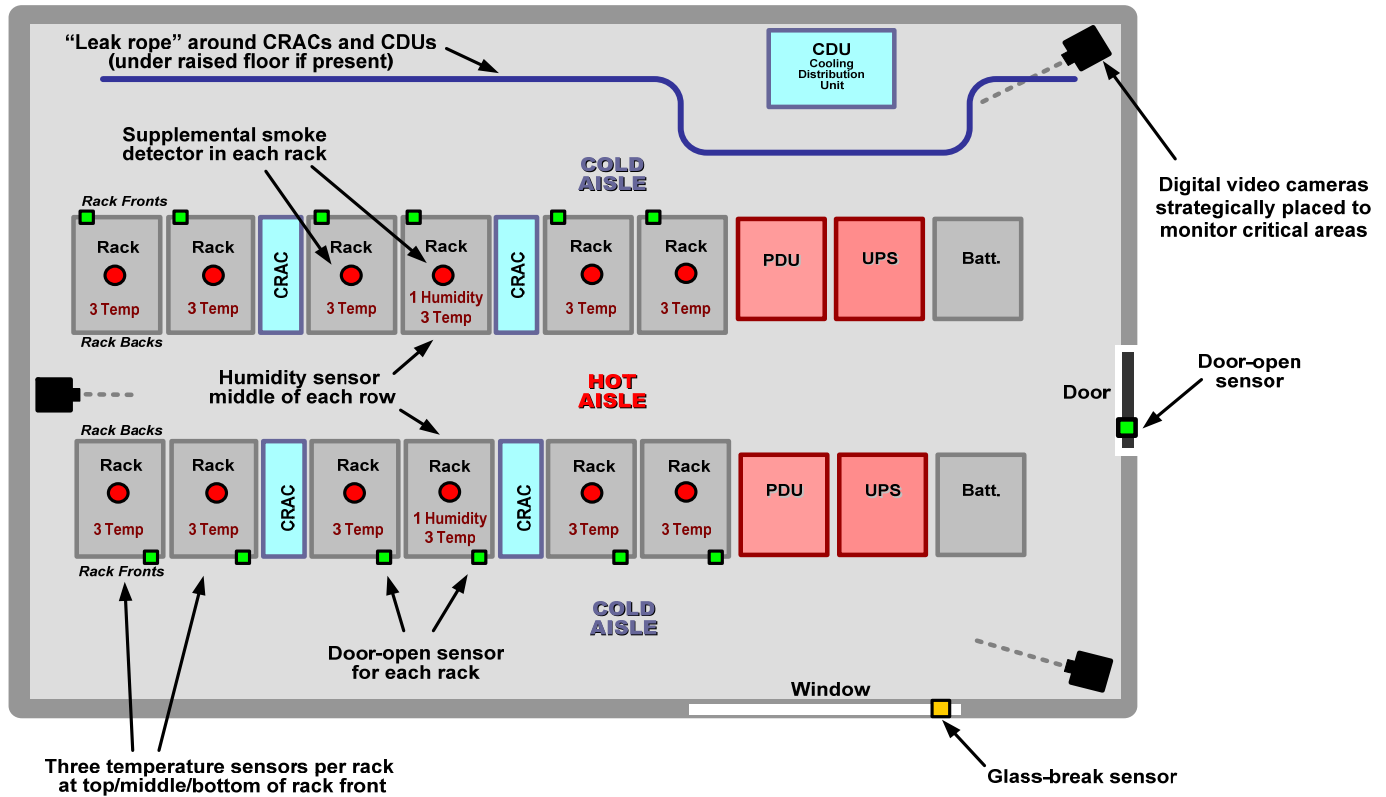 “Leak rope” around CRACs and CDUs
(under raised floor if present)
CDU
Cooling
Distribution
Unit
Supplemental smoke
detector in each rack
COLD
AISLE
Digital video cameras
strategically placed to
monitor critical areas
Rack Fronts
Rack
3 Temp
Rack
3 Temp
CRAC
Rack
3 Temp
Rack
1 Humidity
3 Temp
CRAC
Rack
3 Temp
Rack
3 Temp
PDU
UPS
Batt.
Rack Backs
Humidity sensor
middle of each row
HOT
AISLE
Door
Door-open
sensor
Rack Backs
Rack
3 Temp
Rack
3 Temp
CRAC
Rack
3 Temp
Rack
1 Humidity
3 Temp
CRAC
Rack
3 Temp
Rack
3 Temp
PDU
UPS
Batt.
Rack Fronts
COLD
AISLE
Door-open sensor
for each rack
Window
Three temperature sensors per rack
at top/middle/bottom of rack front
Glass-break sensor